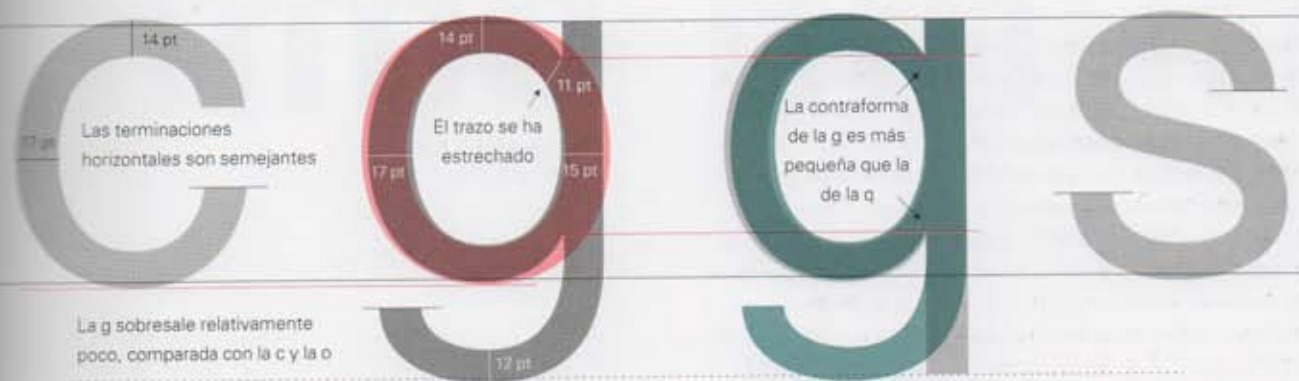 c g g s
14 pt
17 pt
Las terminaciones
horizontales son semejantes
14 pt
11 pt
El trazo se ha
estrechado
17 pt
15 pt
La contraforma
de la g es más
pequeña que la
de la q
La g sobresale relativamente
poco, comparada con la c y la o
12 pt